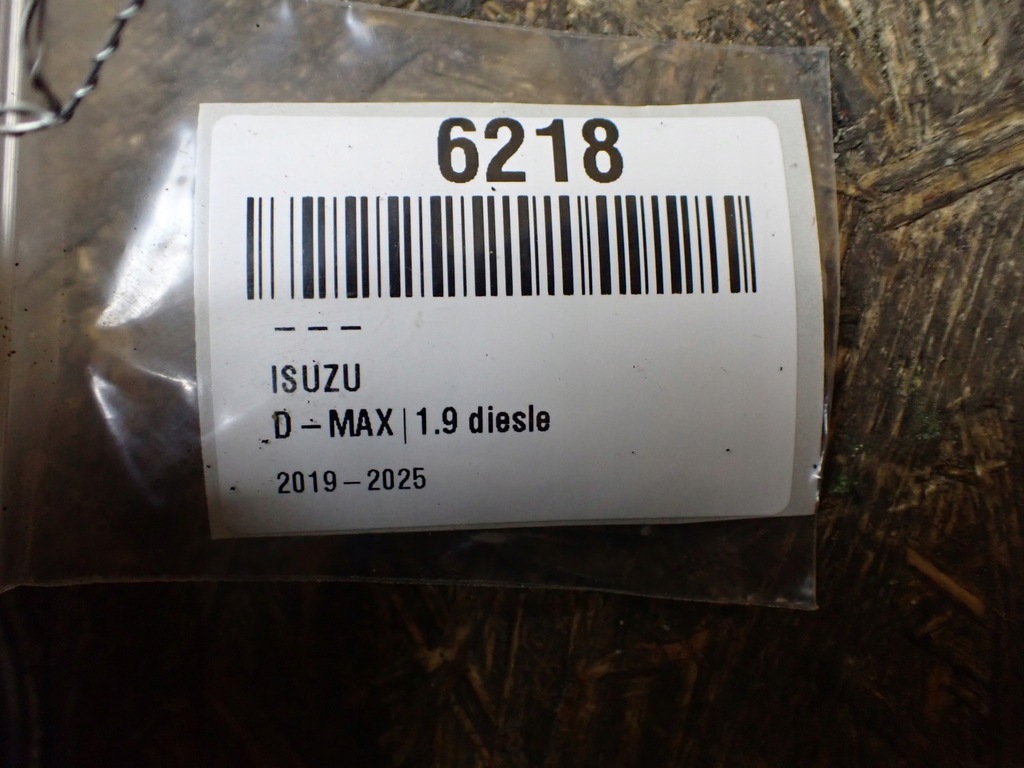 6218
– – –
ISUZU
D – MAX | 1.9 diesle
2019 – 2025